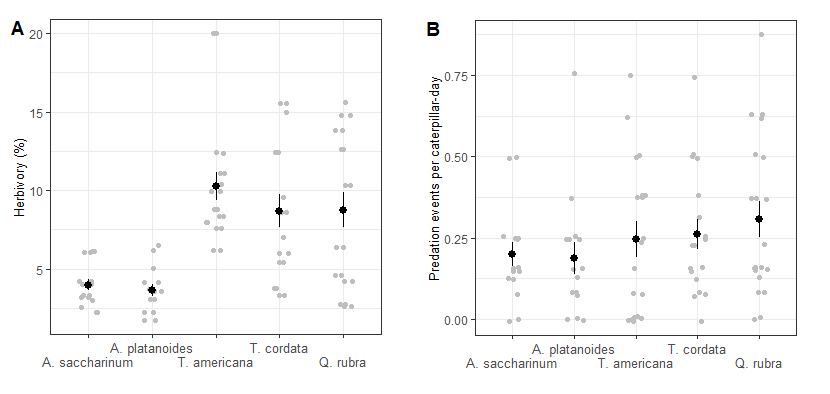 A
Herbivory (%)
20
15
10
5
A. platanoides
T. cordata
A. saccharinum
T. americana
Q. rubra
B
Predation events per caterpillar-day
0.75
0.50
0.25
0.00
A. platanoides
T. cordata
A. saccharinum
T. americana
Q. rubra